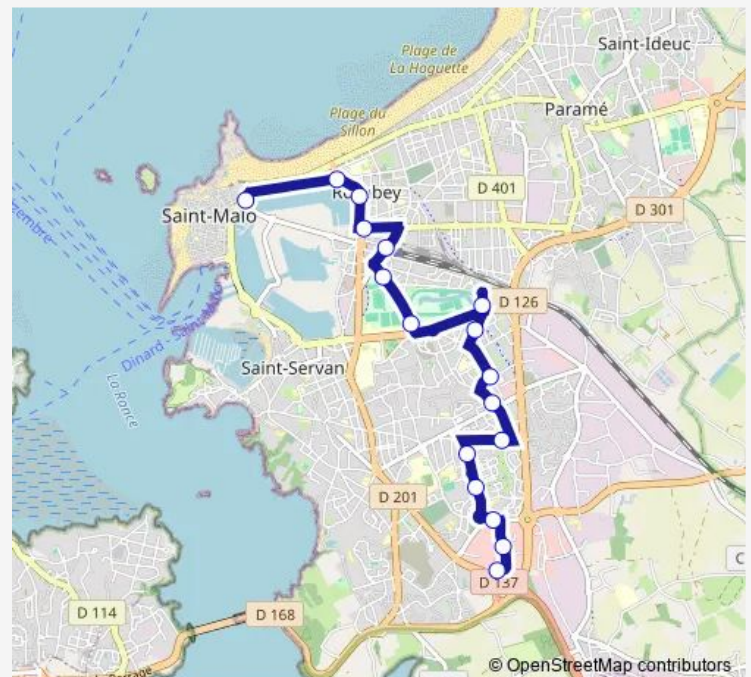 Saint-Ideuc
Plage de
La Hoguette
Paramé
Plage du
Sillon
D 401
D 301
Saint-Malo
D 126
Dinard - Saint-Malo
Saint-Servan
La Rance
D 201
D 137
C
D 114
D 168
© OpenStreetMap contributors